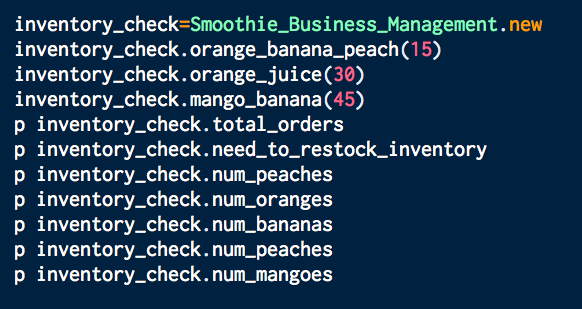 inventory_check=Smoothie_Business_Management.new
inventory_check.orange_banana_peach(15)
inventory_check.orange_juice(30)
inventory_check.mango_banana(45)
p inventory_check.total_orders
p inventory_check.need_to_restock_inventory
p inventory_check.num_peaches
p inventory_check.num_oranges
p inventory_check.num_bananas
p inventory_check.num_peaches
p inventory_check.num_mangoes